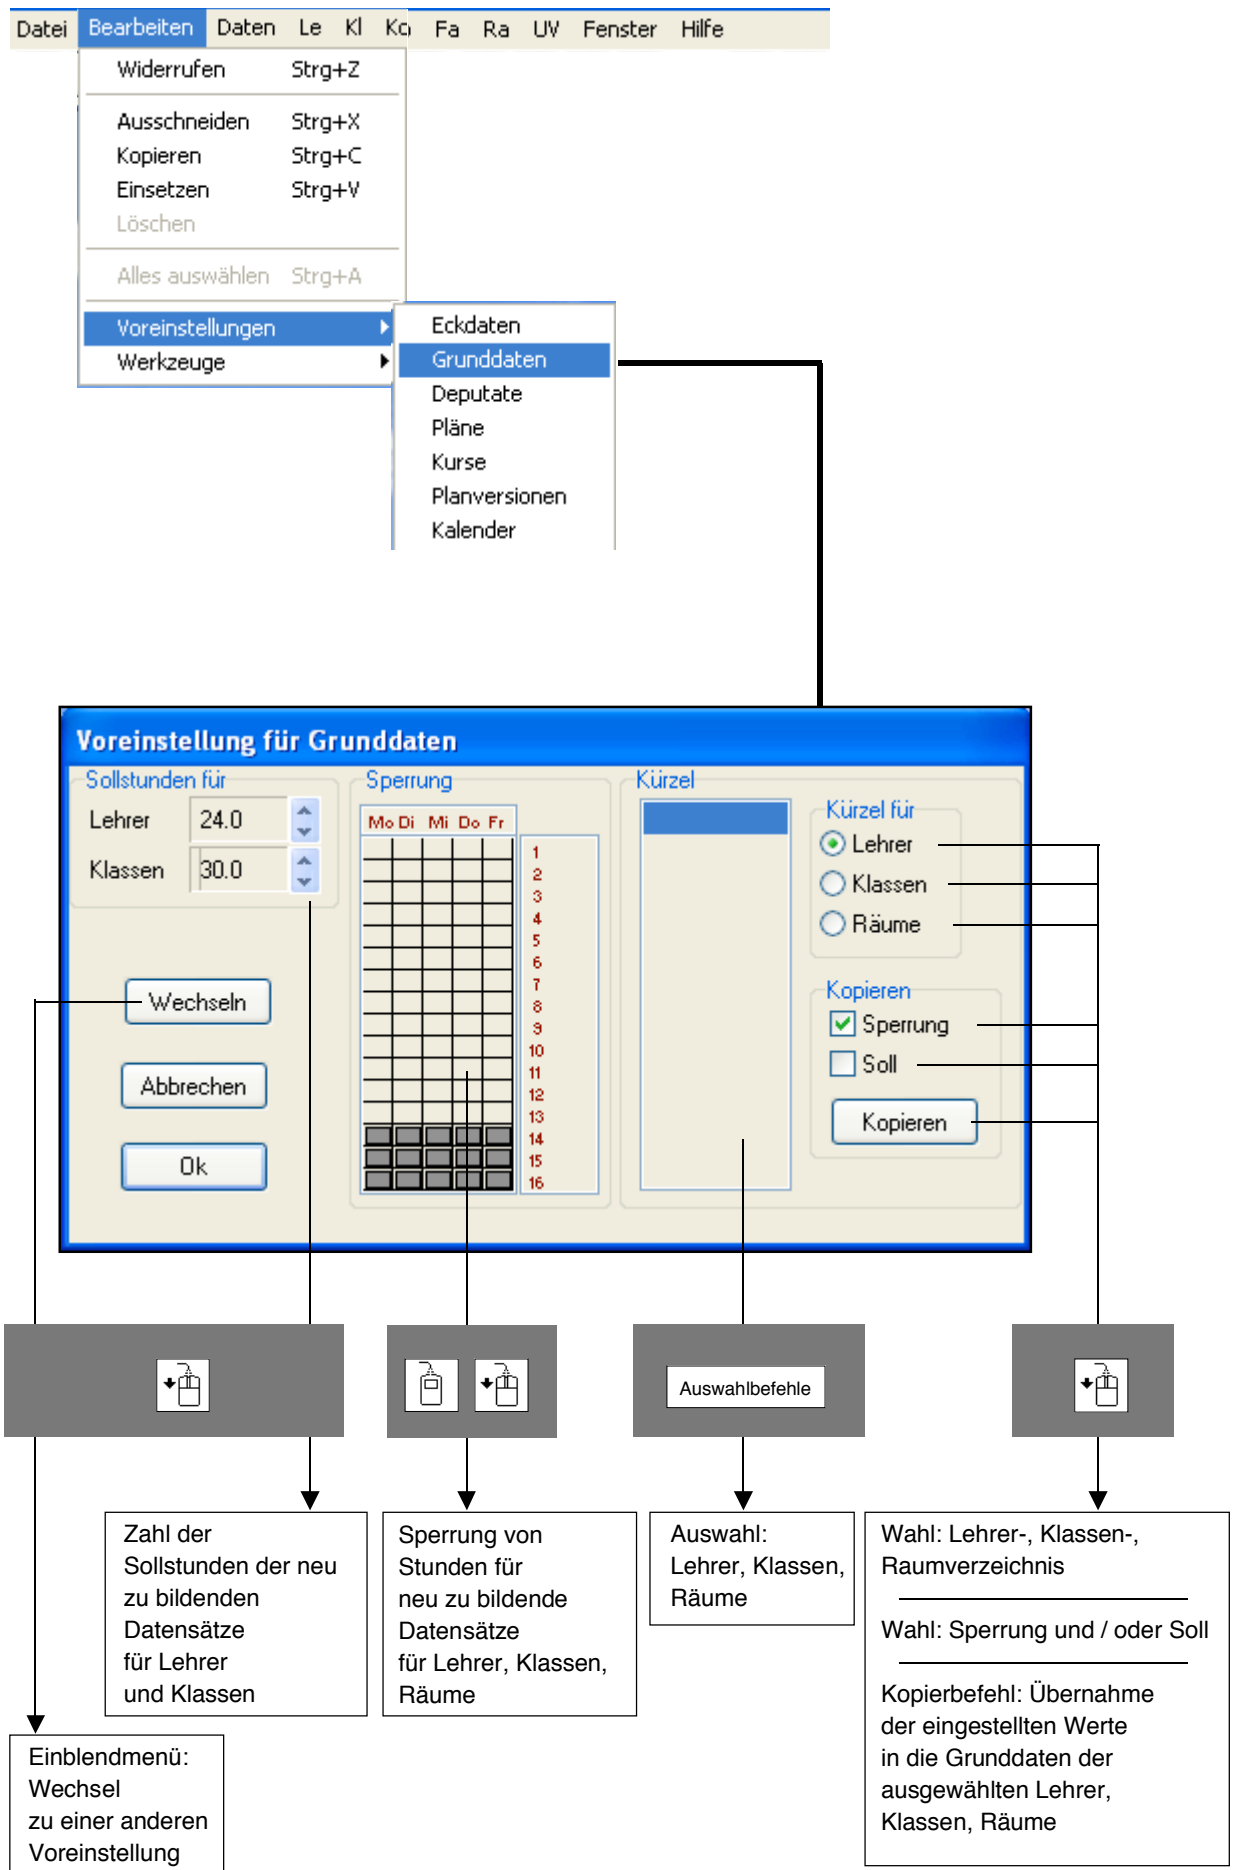 Datei Bearbeiten Daten Le Kl Ko Fa Ra UV Fenster Hilfe
Widerrufen Strg+Z
Ausschneiden Strg+X
Kopieren Strg+C
Einsetzen Strg+V
Löschen
Alles auswählen Strg+A
Voreinstellungen
Werkzeuge
Eckdaten
Grunddaten
Deputate
Pläne
Kurse
Planversionen
Kalender
Voreinstellung für Grunddaten
Sollstunden für
Lehrer 24.0
Klassen 30.0
Wechseln
Abbrechen
Ok
Sperrung
Mo Di Mi Do Fr
1
2
3
4
5
6
7
8
9
10
11
12
13
14
15
16
Kürzel
Kürzel für
Lehrer
Klassen
Räume
Kopieren
Sperrung
Soll
Kopieren
Auswahlbefehle
Zahl der
Sollstunden der neu
zu bildenden
Datensätze
für Lehrer
und Klassen
Sperrung von
Stunden für
neu zu bildende
Datensätze
für Lehrer, Klassen,
Räume
Auswahl:
Lehrer, Klassen,
Räume
Wahl: Lehrer-, Klassen-,
Raumverzeichnis
Wahl: Sperrung und / oder Soll
Kopierbefehl: Übernahme
der eingestellten Werte
in die Grunddaten der
ausgewählten Lehrer,
Klassen, Räume
Einblendmenü:
Wechsel
zu einer anderen
Voreinstellung